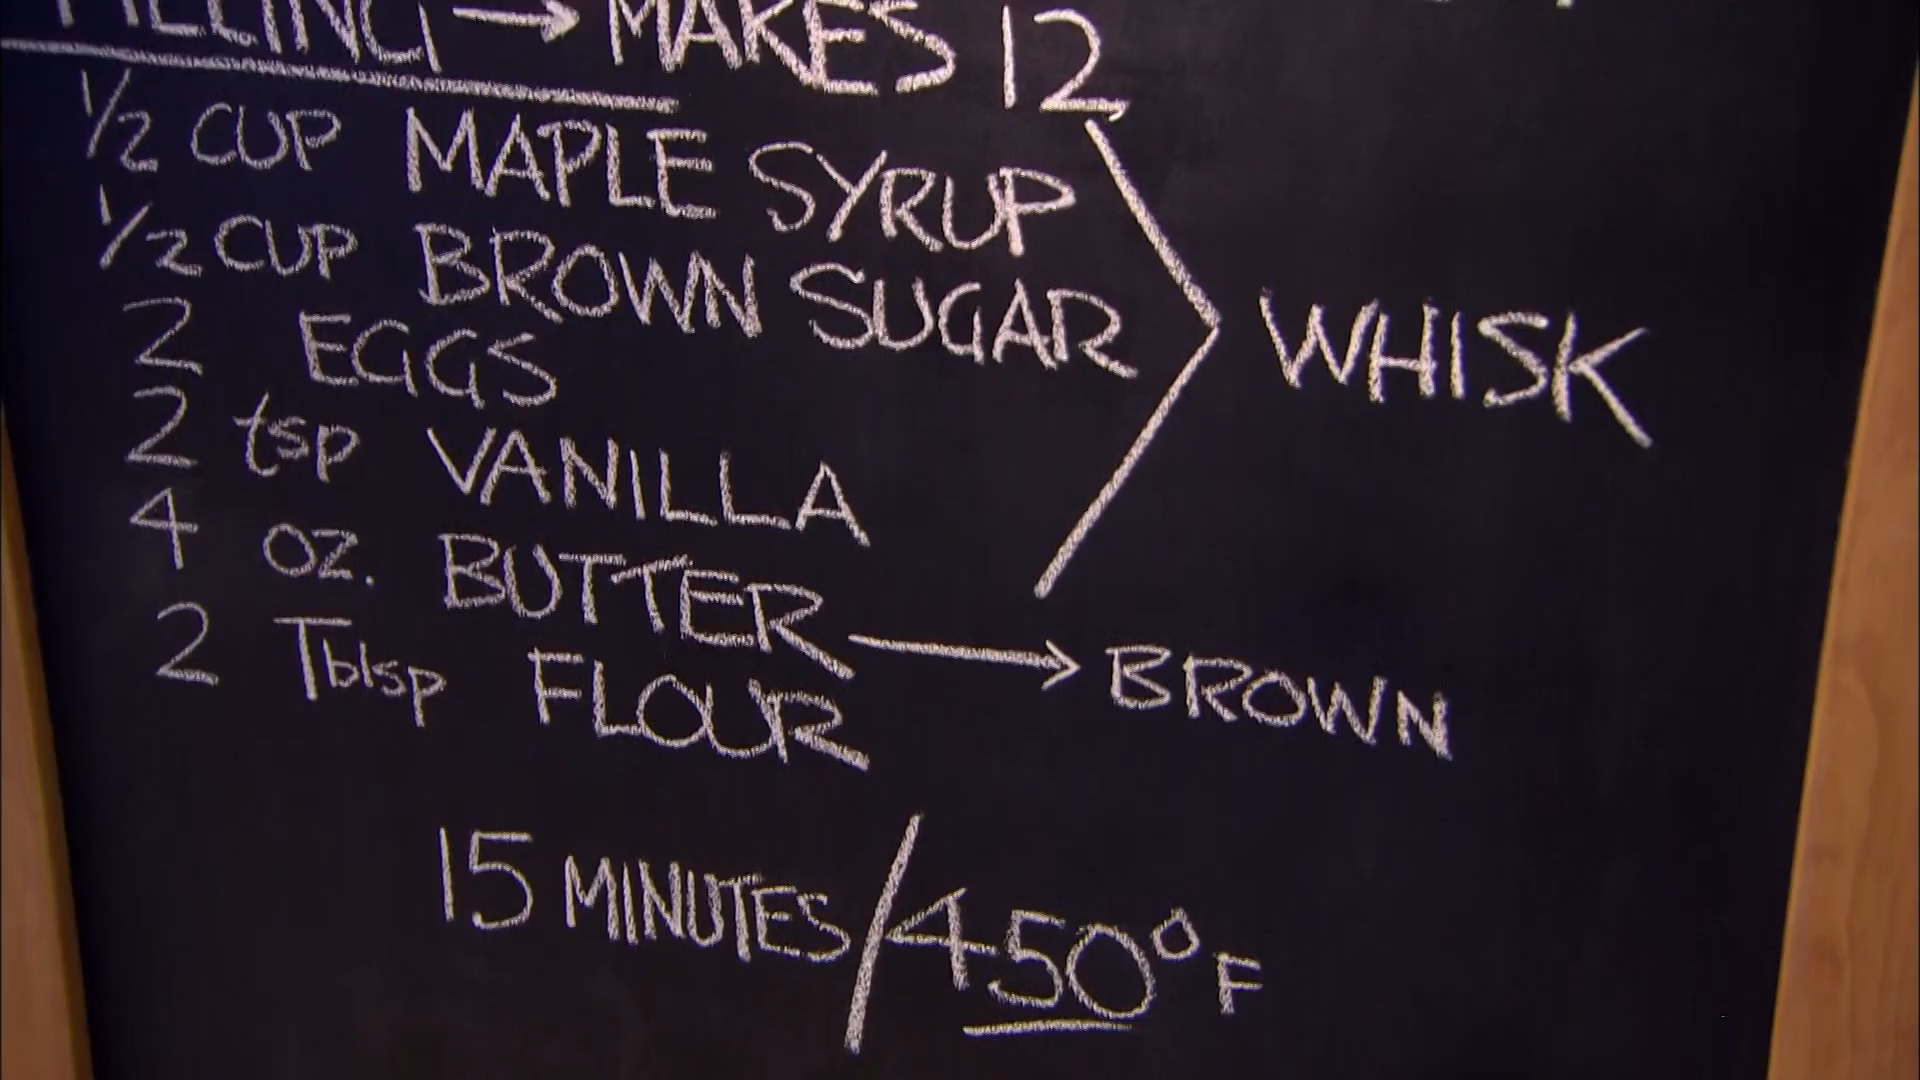 FILLING → MAKES 12
1/2 CUP MAPLE SYRUP
1/2 CUP BROWN SUGAR
2 EGGS
WHISK
2 tsp VANILLA
4 oz. BUTTER → BROWN
2 Tblsp FLOUR
15 MINUTES/450°F